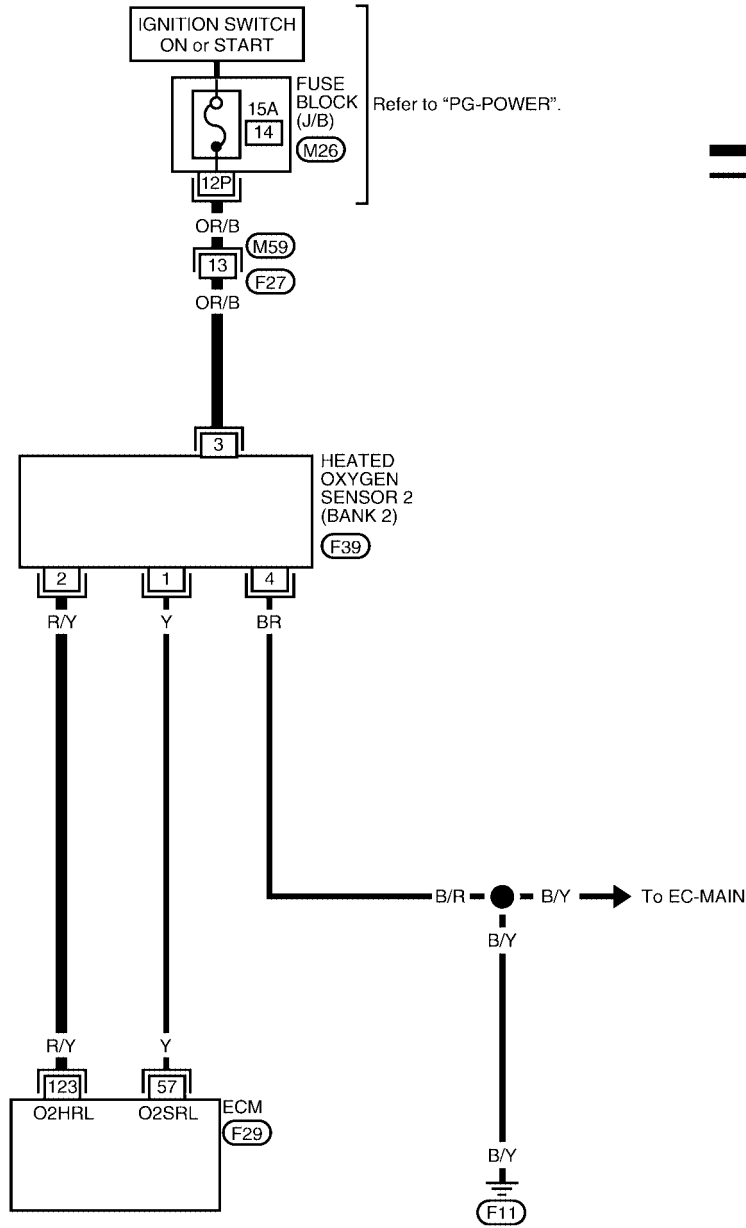 IGNITION SWITCH
ON or START
FUSE
BLOCK
(J/B)
Refer to “PG-POWER”.
15A
14
M26
12P
OR/B
M59
13
F27
OR/B
3
HEATED
OXYGEN
SENSOR 2
(BANK 2)
F39
2 1 4
R/Y Y BR
B/R B/Y To EC-MAIN
B/Y
R/Y Y
123 57
O2HRL O2SRL
ECM
F29
B/Y
F11